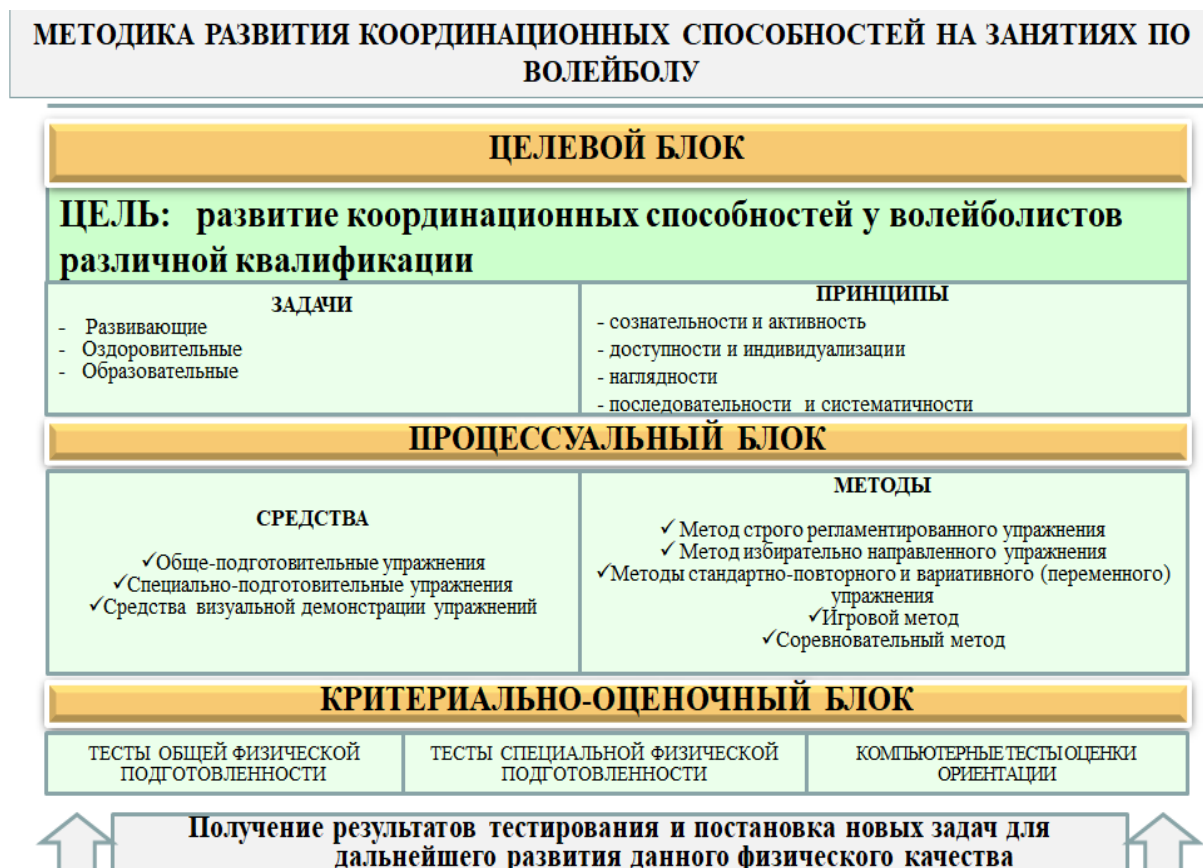 МЕТОДИКА РАЗВИТИЯ КООРДИНАЦИОННЫХ СПОСОБНОСТЕЙ НА ЗАНЯТИЯХ ПО
ВОЛЕЙБОЛУ
ЦЕЛЕВОЙ БЛОК
ЦЕЛЬ: развитие координационных способностей у волейболистов
различной квалификации
ЗАДАЧИ
- Развивающие
- Оздоровительные
- Образовательные
ПРИНЦИПЫ
- сознательности и активность
- доступности и индивидуализации
- наглядности
- последовательности и систематичности
ПРОЦЕССУАЛЬНЫЙ БЛОК
СРЕДСТВА
✓Обще-подготовительные упражнения
✓Специально-подготовительные упражнения
✓Средства визуальной демонстрации упражнений
МЕТОДЫ
✓Метод строго регламентированного упражнения
✓Метод избирательно направленного упражнения
✓Методы стандартно-повторного и вариативного (переменного)
упражнения
✓Игровой метод
✓Соревновательный метод
КРИТЕРИАЛЬНО-ОЦЕНОЧНЫЙ БЛОК
ТЕСТЫ ОБЩЕЙ ФИЗИЧЕСКОЙ
ПОДГОТОВЛЕННОСТИ
ТЕСТЫ СПЕЦИАЛЬНОЙ ФИЗИЧЕСКОЙ
ПОДГОТОВЛЕННОСТИ
КОМПЬЮТЕРНЫЕ ТЕСТЫ ОЦЕНКИ
ОРИЕНТАЦИИ
Получение результатов тестирования и постановка новых задач для
дальнейшего развития данного физического качества